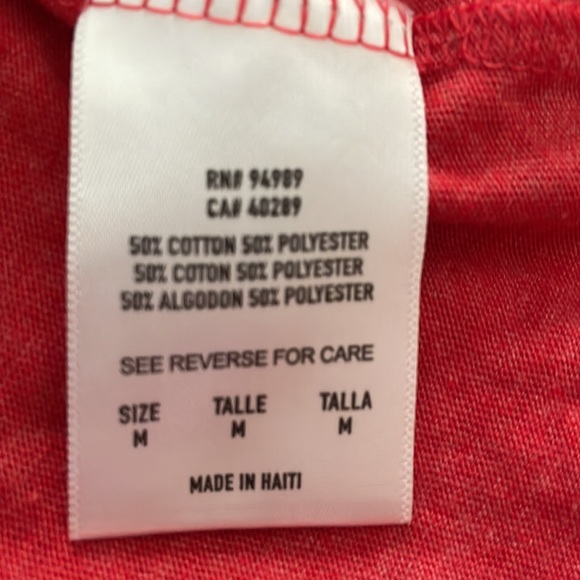 RN# 94989
CA# 40289
50% COTTON 50% POLYESTER
50% COTON 50% POLYESTER
50% ALGODON 50% POLYESTER
SEE REVERSE FOR CARE
SIZE TALLE TALLA
M M M
MADE IN HAITI